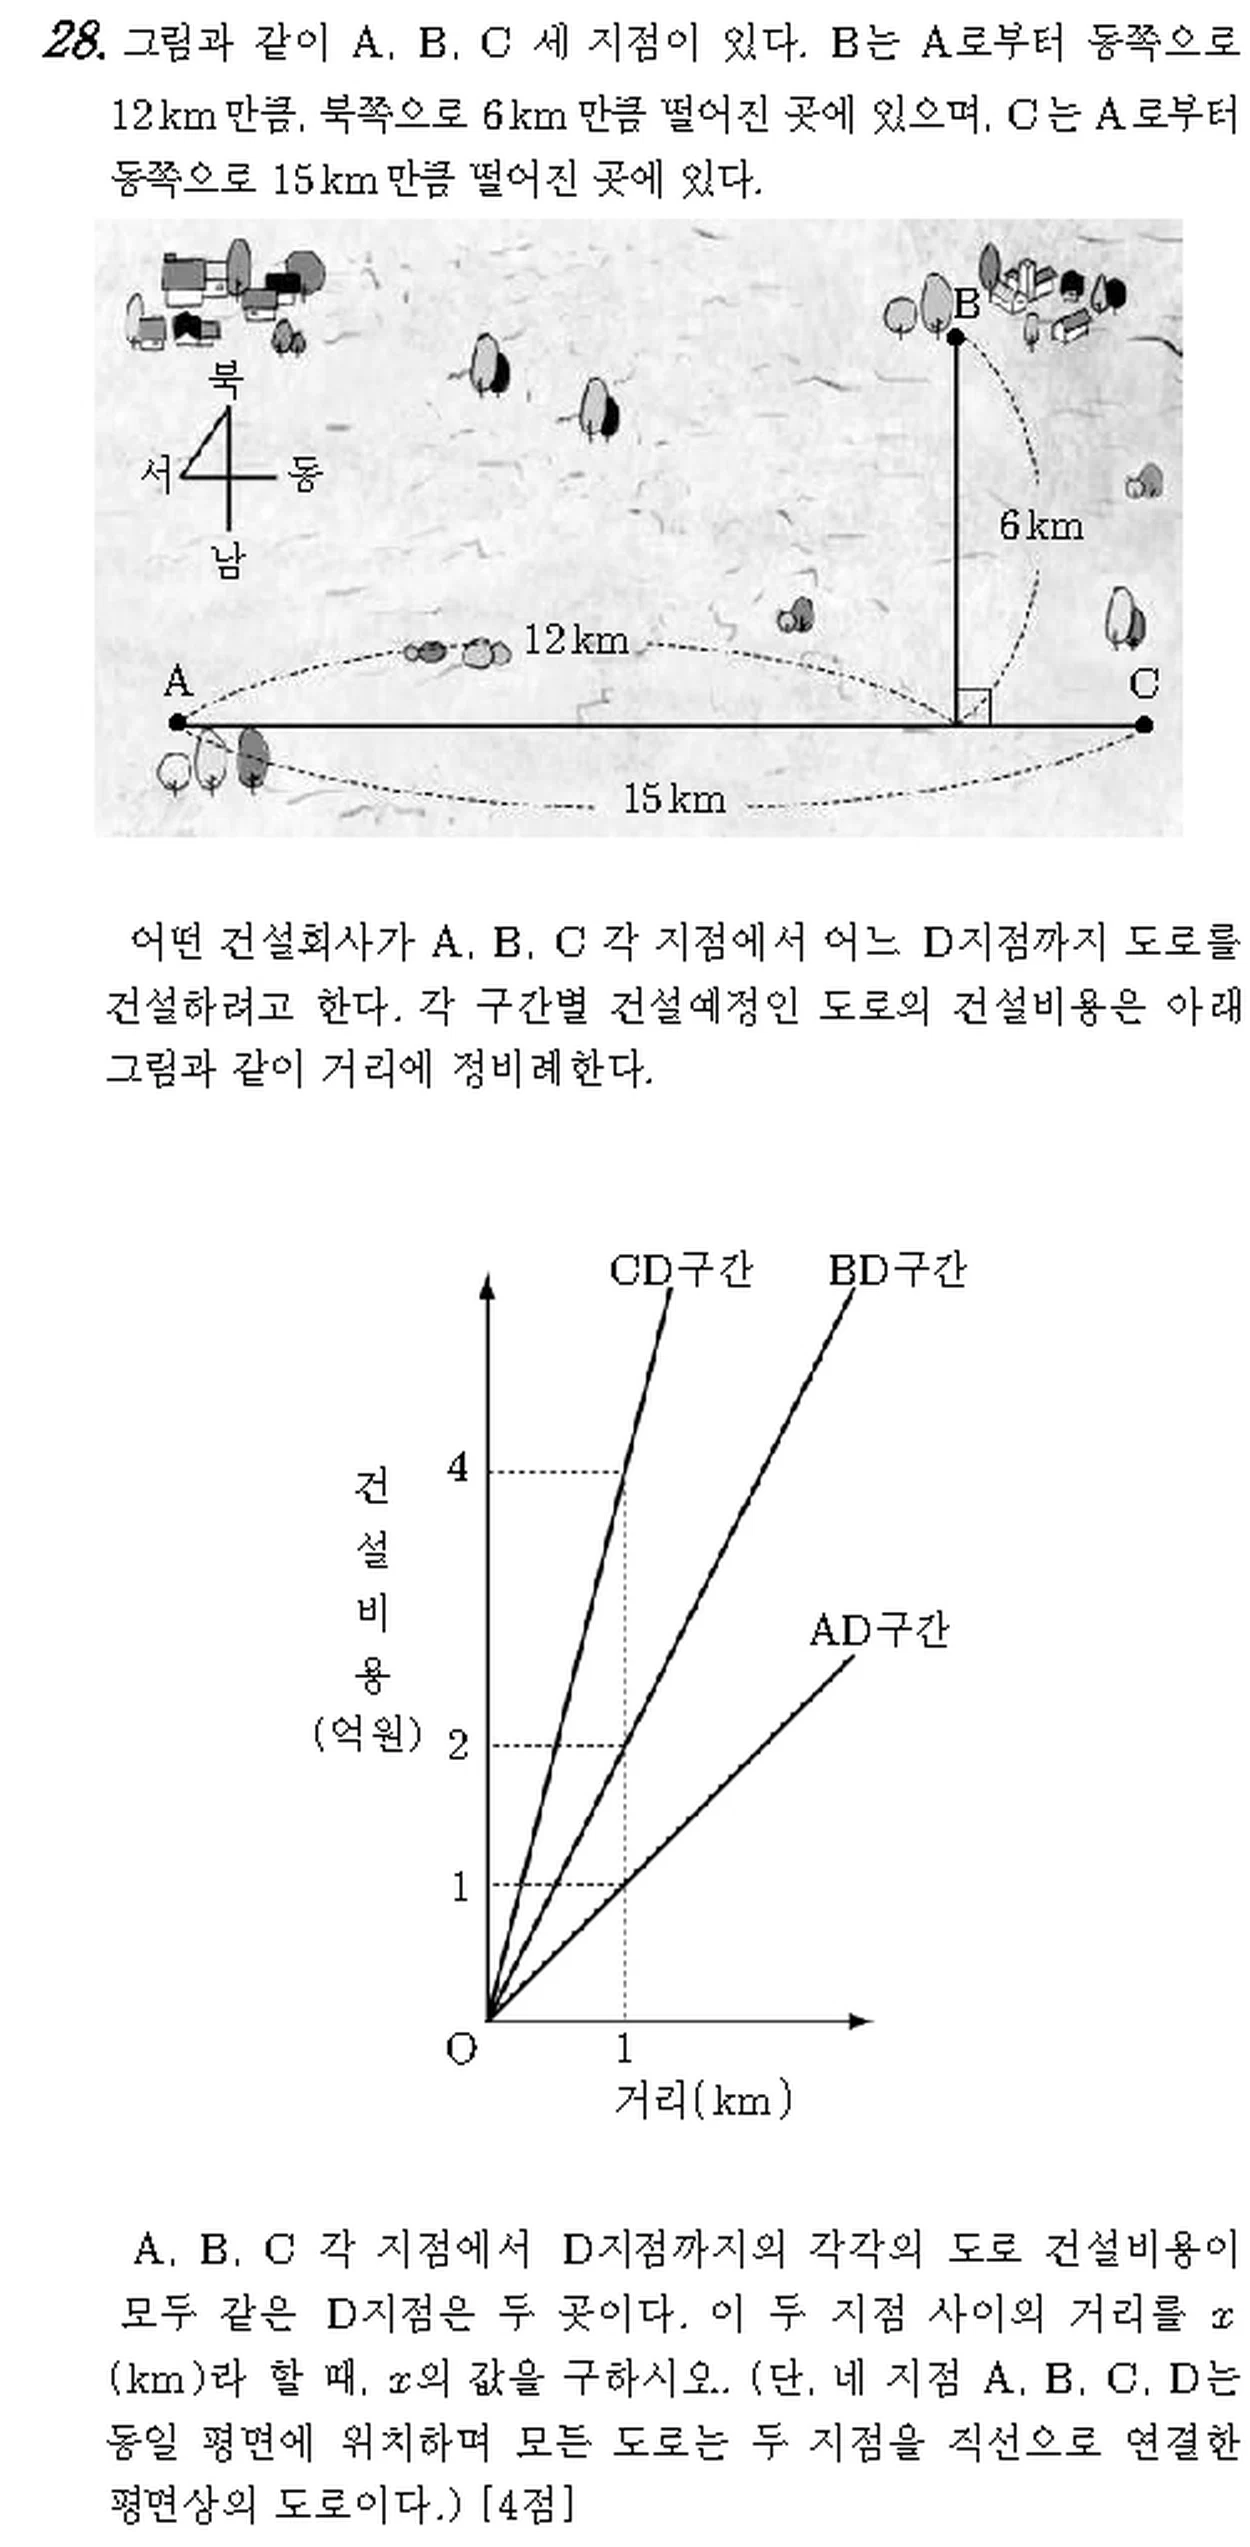 28. 그림과 같이 A, B, C 세 지점이 있다. B는 A로부터 동쪽으로
12km만큼, 북쪽으로 6km만큼 떨어진 곳에 있으며, C는 A로부터
동쪽으로 15km만큼 떨어진 곳에 있다.
B
북
서 동
남
6km
12km
A
C
15km
어떤 건설회사가 A, B, C 각 지점에서 어느 D지점까지 도로를
건설하려고 한다. 각 구간별 건설예정인 도로의 건설비용은 아래
그림과 같이 거리에 정비례한다.
CD구간 BD구간
4
건
설
비
용
(억원)
AD구간
2
1
O 1
거리(km)
A, B, C 각 지점에서 D지점까지의 각각의 도로 건설비용이
모두 같은 D지점은 두 곳이다. 이 두 지점 사이의 거리를 x
(km)라 할 때, x의 값을 구하시오. (단, 네 지점 A, B, C, D는
동일 평면에 위치하며 모든 도로는 두 지점을 직선으로 연결한
평면상의 도로이다.) [4점]